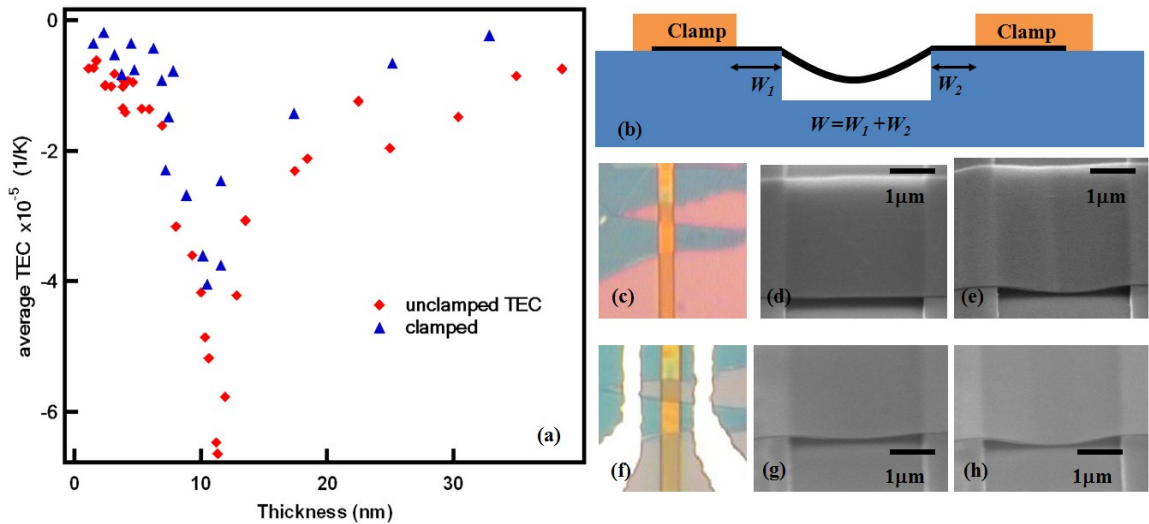 0
-2
-4
-6
average TEC x10⁻⁵ (1/K)
unclamped TEC
clamped
(a)
0
10
20
30
Thickness (nm)
Clamp
Clamp
W₁
W₂
(b)
W=W₁+W₂
(c)
1μm
(d)
1μm
(e)
(f)
1μm
(g)
1μm
(h)